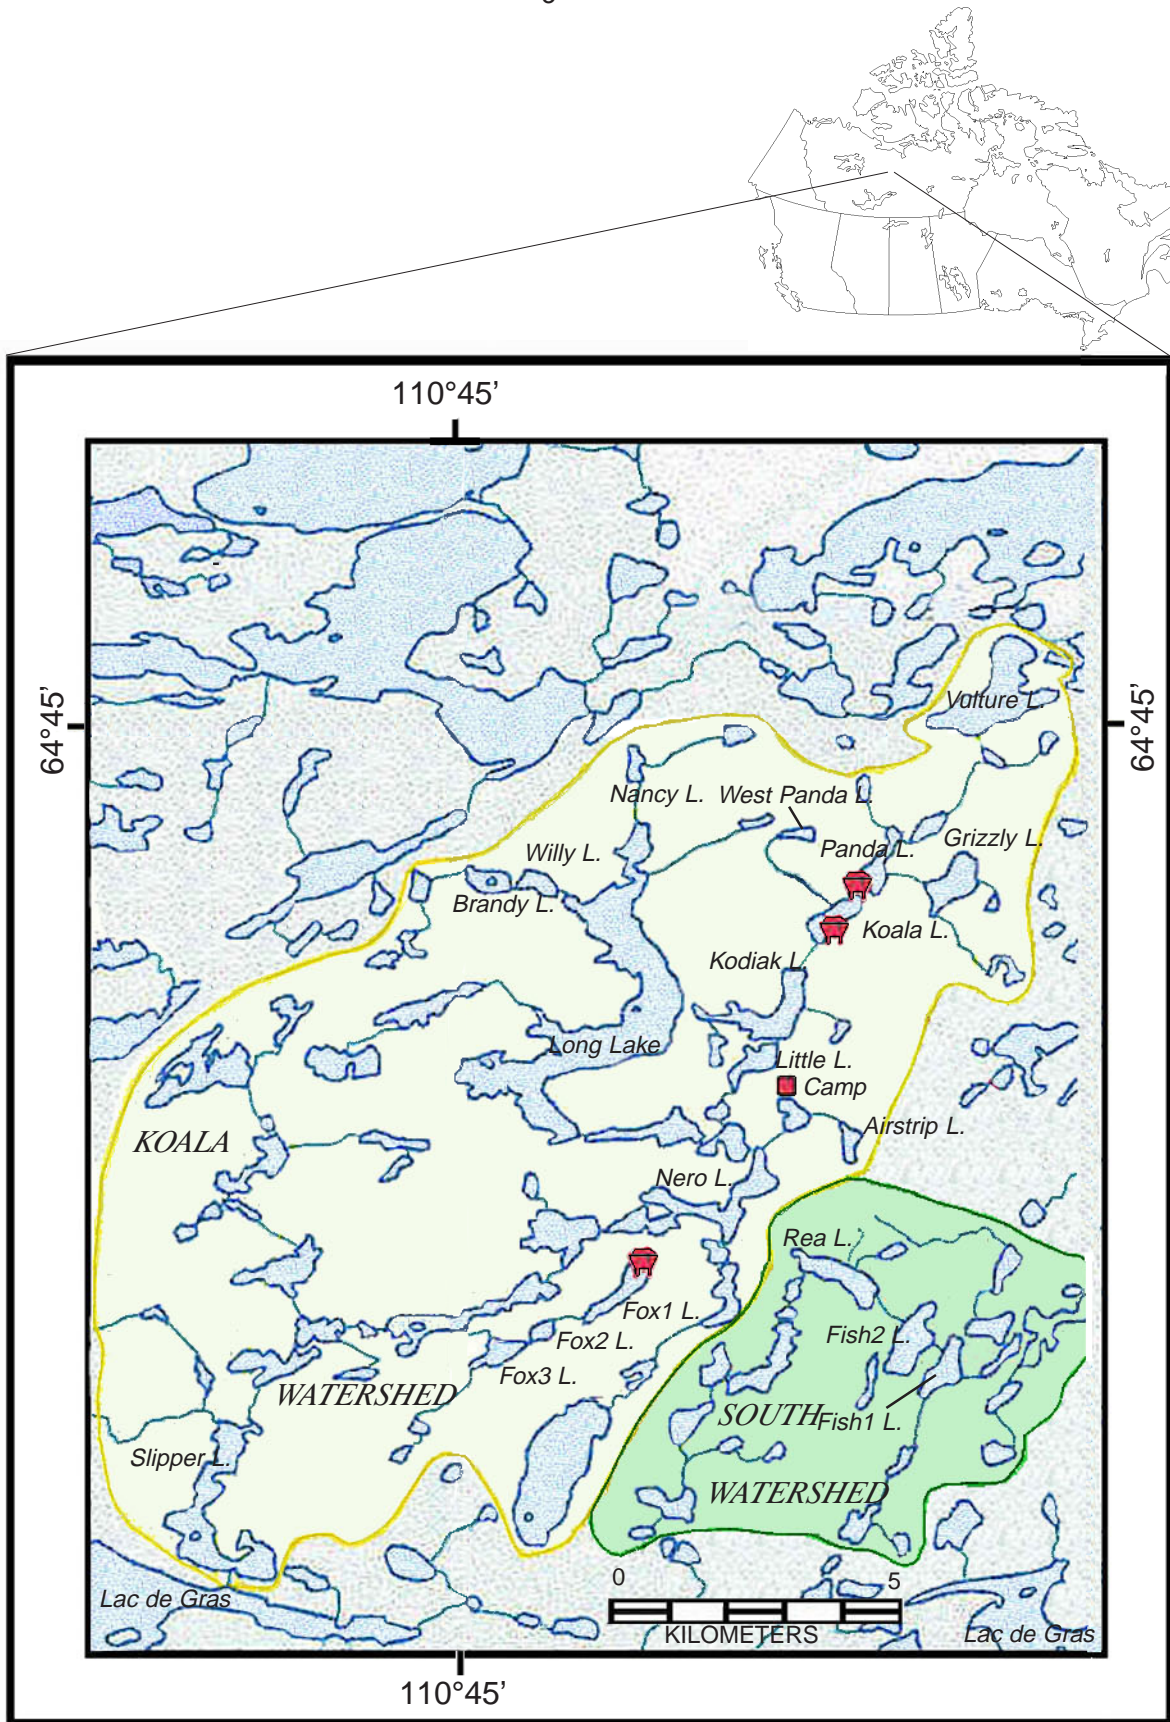 g
110°45’
64°45’
64°45’
Vulture L.
Nancy L.
West Panda L.
Grizzly L.
Willy L.
Panda L.
Brandy L.
Koala L.
Kodiak L.
Long Lake
Little L.
Camp
Airstrip L.
KOALA
Nero L.
Rea L.
Fox1 L.
Fox2 L.
Fish2 L.
Fox3 L.
WATERSHED
SOUTH
Fish1 L.
Slipper L.
WATERSHED
0
5
Lac de Gras
KILOMETERS
Lac de Gras
110°45’